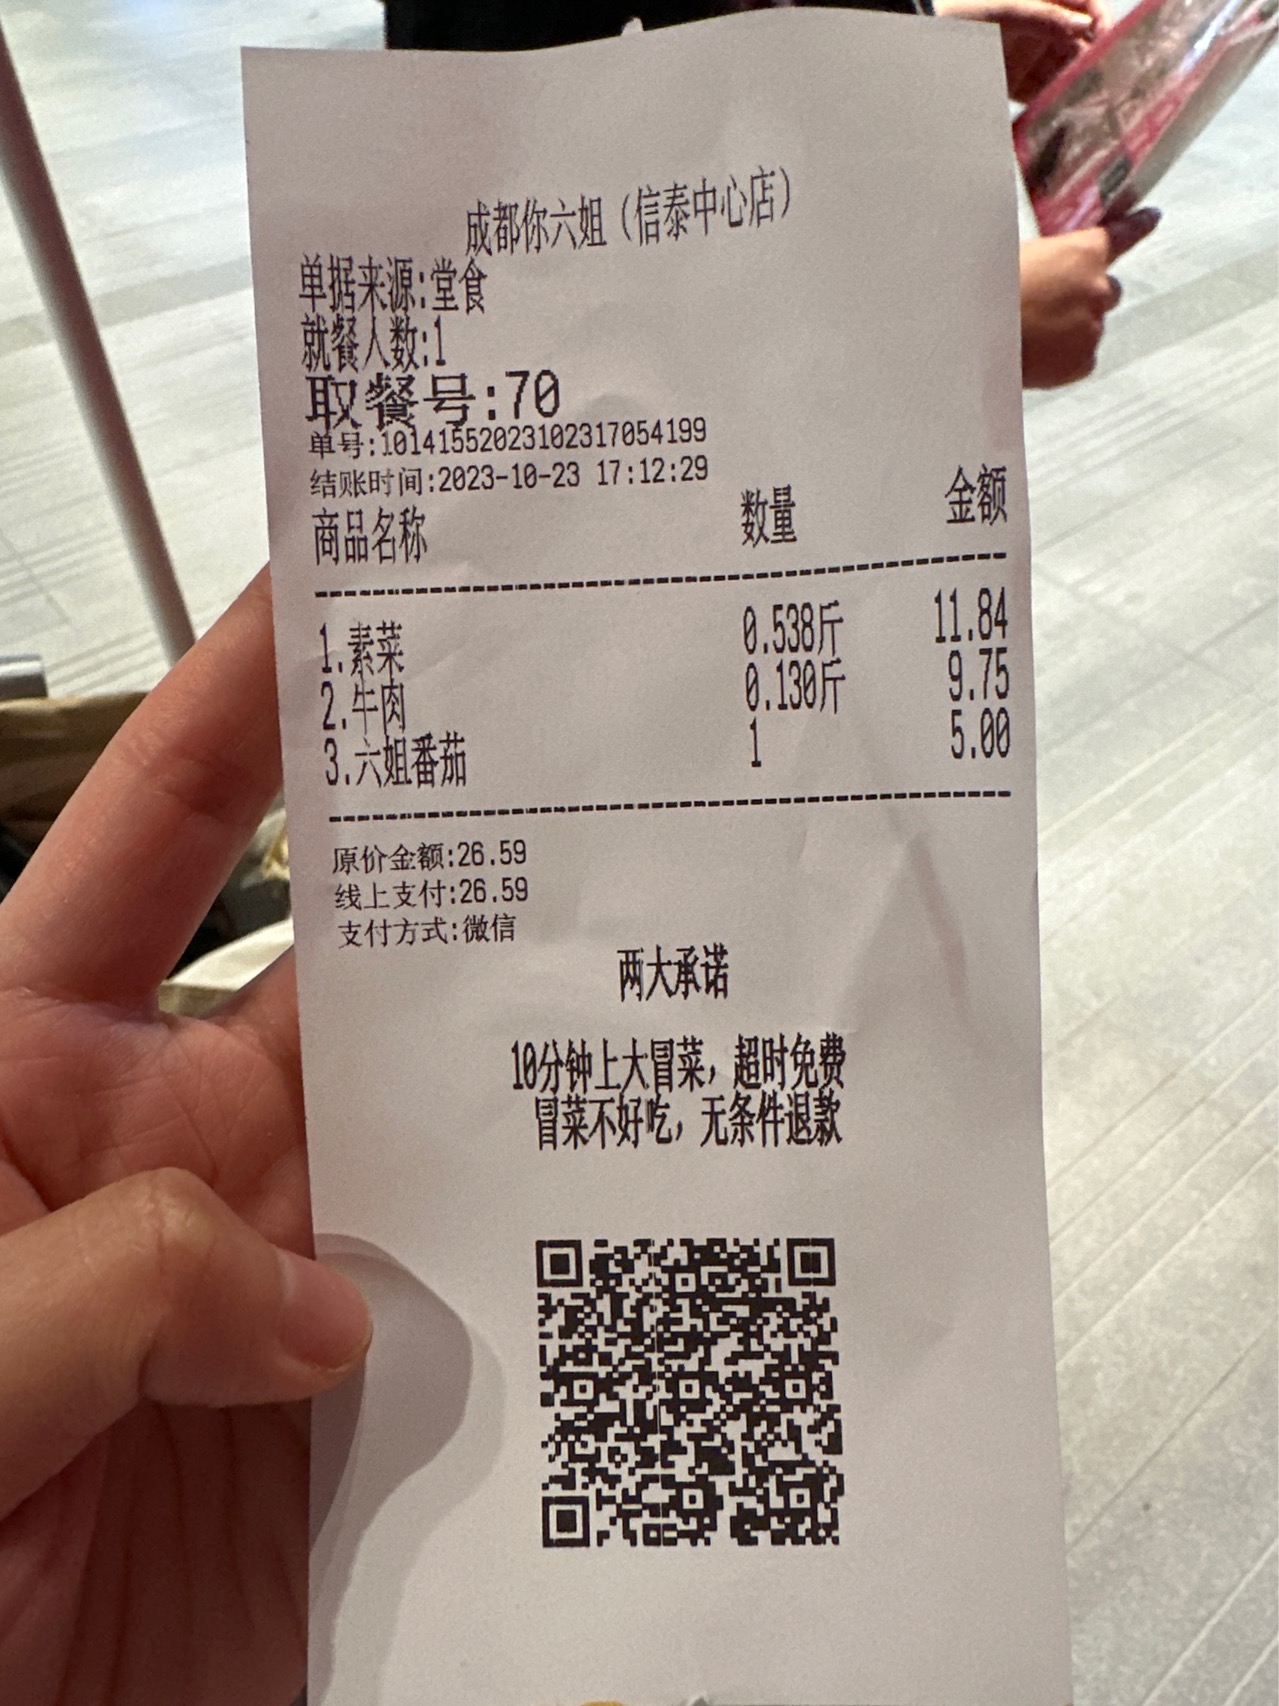 成都你六姐（信泰中心店）
单据来源:堂食
就餐人数:1
取餐号:70
单号:10141552023102317054199
结账时间:2023-10-23 17:12:29
商品名称 数量 金额
1.素菜 0.538斤 11.84
2.牛肉 0.130斤 9.75
3.六姐番茄 1 5.00
原价金额:26.59
线上支付:26.59
支付方式:微信
两大承诺
10分钟上大冒菜，超时免费
冒菜不好吃，无条件退款